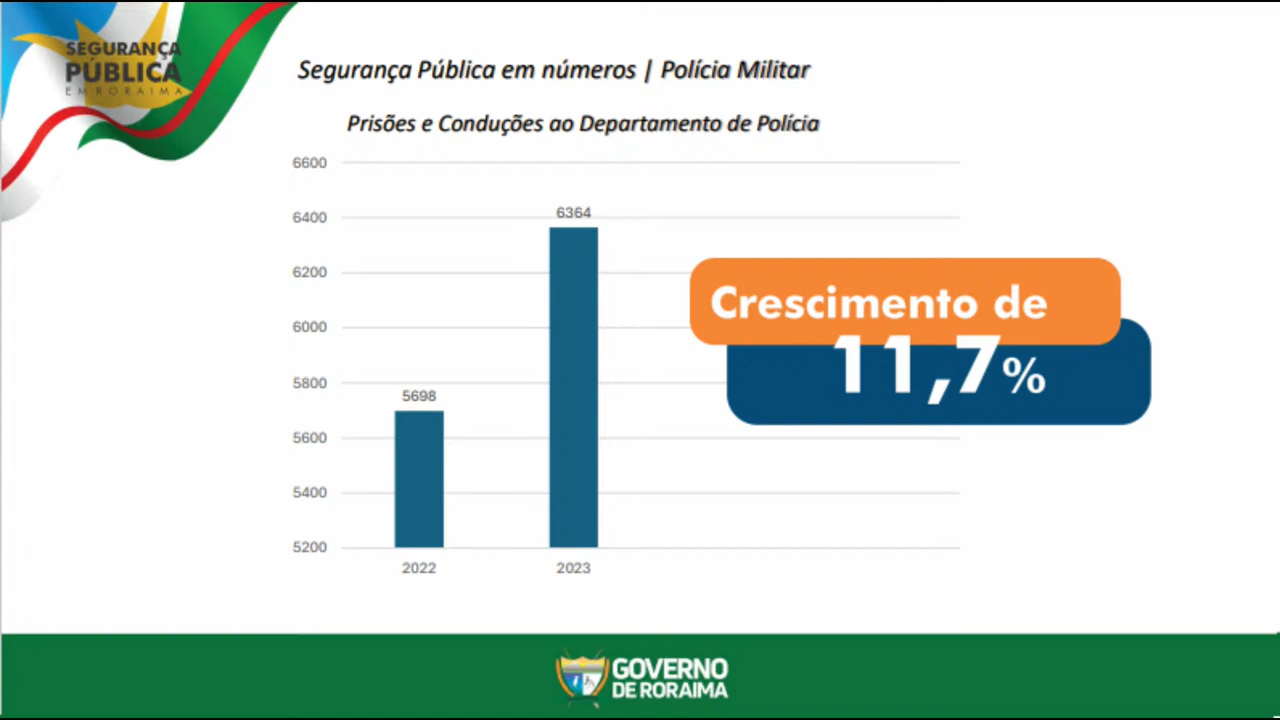 SEGURANÇA
PÚBLICA
EM RORAIMA
Segurança Pública em números | Polícia Militar
Prisões e Conduções ao Departamento de Polícia
6600
6400
6200
6000
5800
5600
5400
5200
5698
6364
2022
2023
Crescimento de
11,7%
GOVERNO
DE RORAIMA